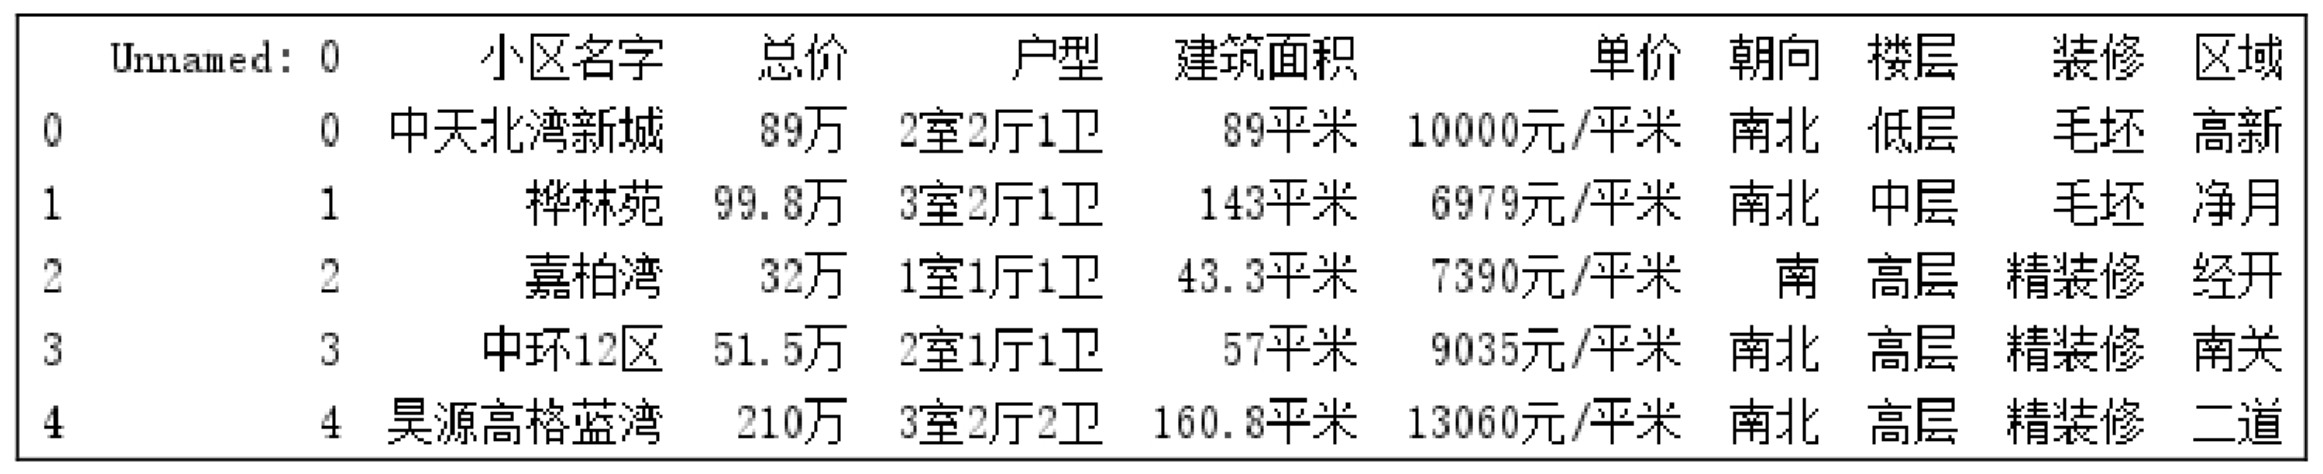 Unnamed: 0 小区名字 总价 户型 建筑面积 单价 朝向 楼层 装修 区域
0 0 中天北湾新城 89万 2室2厅1卫 89平米 10000元/平米 南北 低层 毛坯 高新
1 1 桦林苑 99.8万 3室2厅1卫 143平米 6979元/平米 南北 中层 毛坯 净月
2 2 嘉柏湾 32万 1室1厅1卫 43.3平米 7390元/平米 南 高层 精装修 经开
3 3 中环12区 51.5万 2室1厅1卫 57平米 9035元/平米 南北 高层 精装修 南关
4 4 昊源高格蓝湾 210万 3室2厅2卫 160.8平米 13060元/平米 南北 高层 精装修 二道